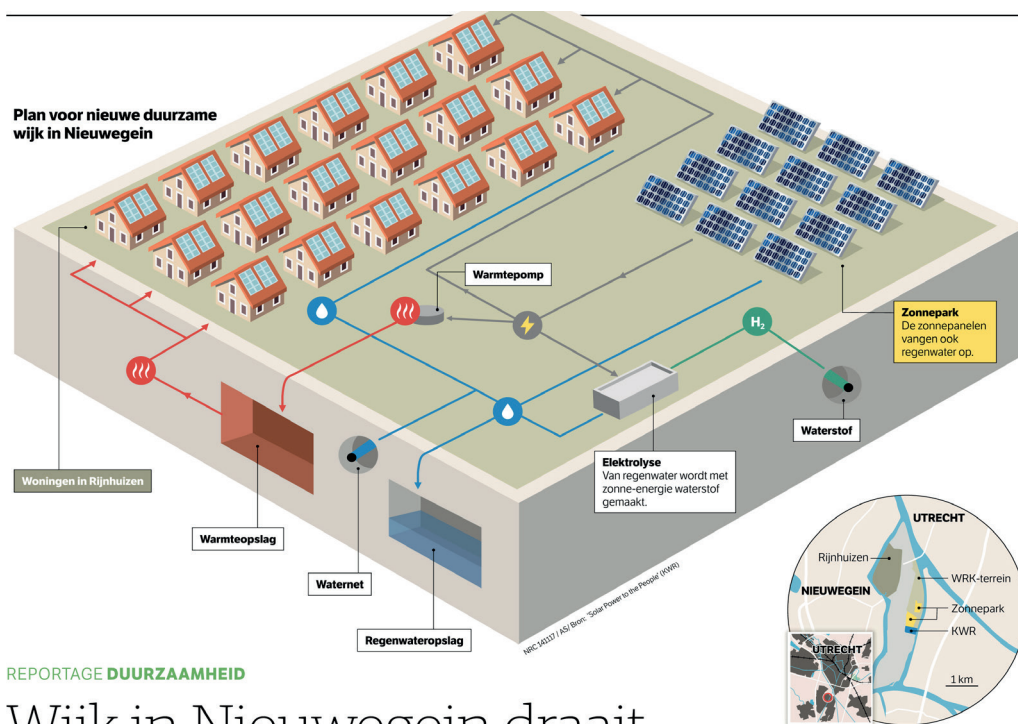 Plan voor nieuwe duurzame
wijk in Nieuwegein
Warmtepomp
Zonnepark
De zonnepanelen
vangen ook
regenwater op.
H₂
Waterstof
Elektrolyse
Van regenwater wordt met
zonne-energie waterstof
gemaakt.
Woningen in Rijnhuizen
Warmteopslag
Waternet
Regenwateropslag
NRC 141117 / AS/ Bron: 'Solar Power to the People' (KWR)
UTRECHT
Rijnhuizen
WRK-terrein
NIEUWEGEIN
Zonnepark
KWR
UTRECHT
1 km
REPORTAGE DUURZAAMHEID
Wijk in Nieuwegein draait